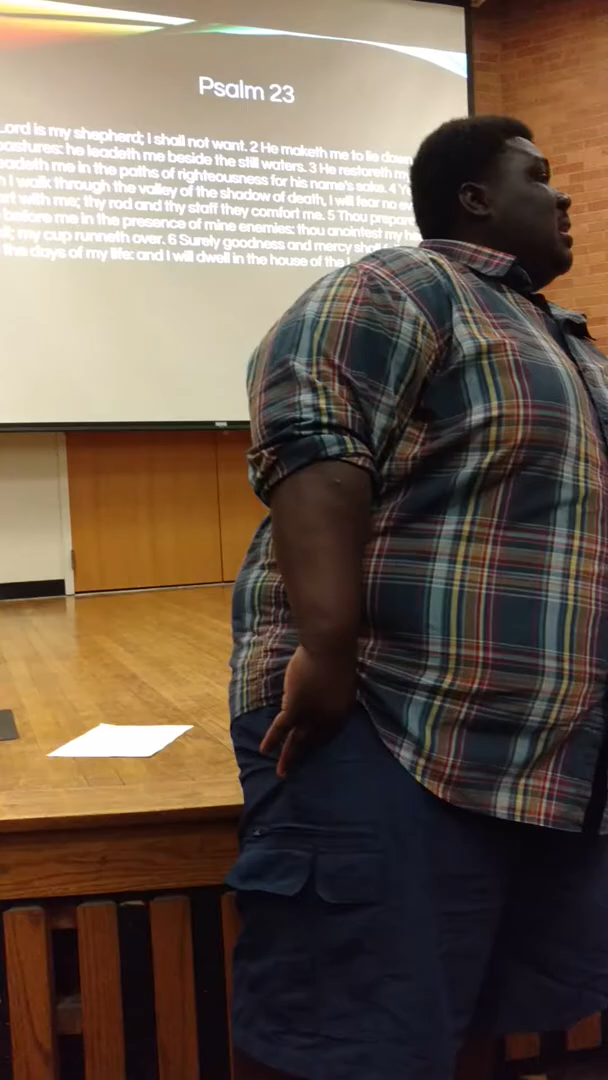 Psalm 23
Lord is my shepherd; I shall not want. 2 He maketh me to lie down
pastures: he leadeth me beside the still waters. 3 He restoreth my
leadeth me in the paths of righteousness for his name's sake. 4
I walk through the valley of the shadow of death, I will fear no
art with me; thy rod and thy staff they comfort me. 5 Thou
before me in the presence of mine enemies: thou anointest my
my cup runneth over. 6 Surely goodness and mercy
the days of my life: and I will dwell in the house of the